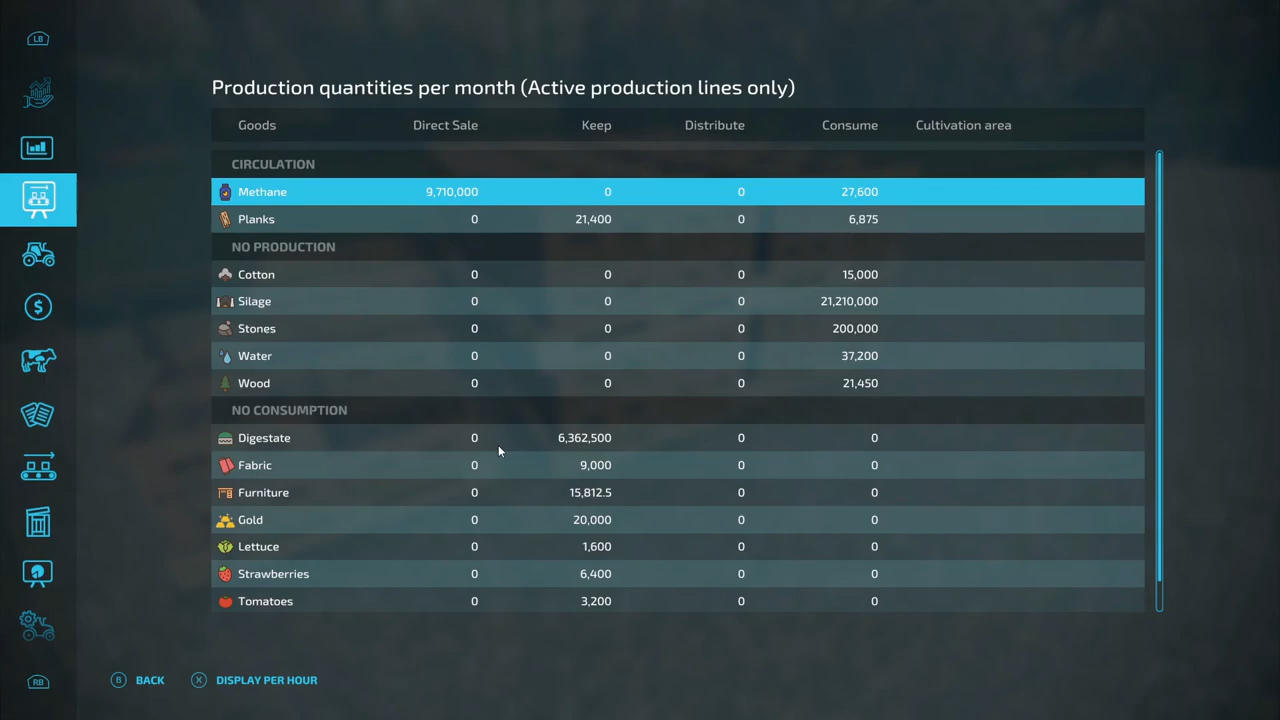 LB
Production quantities per month (Active production lines only)
Goods Direct Sale Keep Distribute Consume Cultivation area
CIRCULATION
Methane 9,710,000 0 0 27,600
Planks 0 21,400 0 6,875
NO PRODUCTION
Cotton 0 0 0 15,000
Silage 0 0 0 21,210,000
Stones 0 0 0 200,000
Water 0 0 0 37,200
Wood 0 0 0 21,450
NO CONSUMPTION
Digestate 0 6,362,500 0 0
Fabric 0 9,000 0 0
Furniture 0 15,812.5 0 0
Gold 0 20,000 0 0
Lettuce 0 1,600 0 0
Strawberries 0 6,400 0 0
Tomatoes 0 3,200 0 0
RB
B BACK X DISPLAY PER HOUR